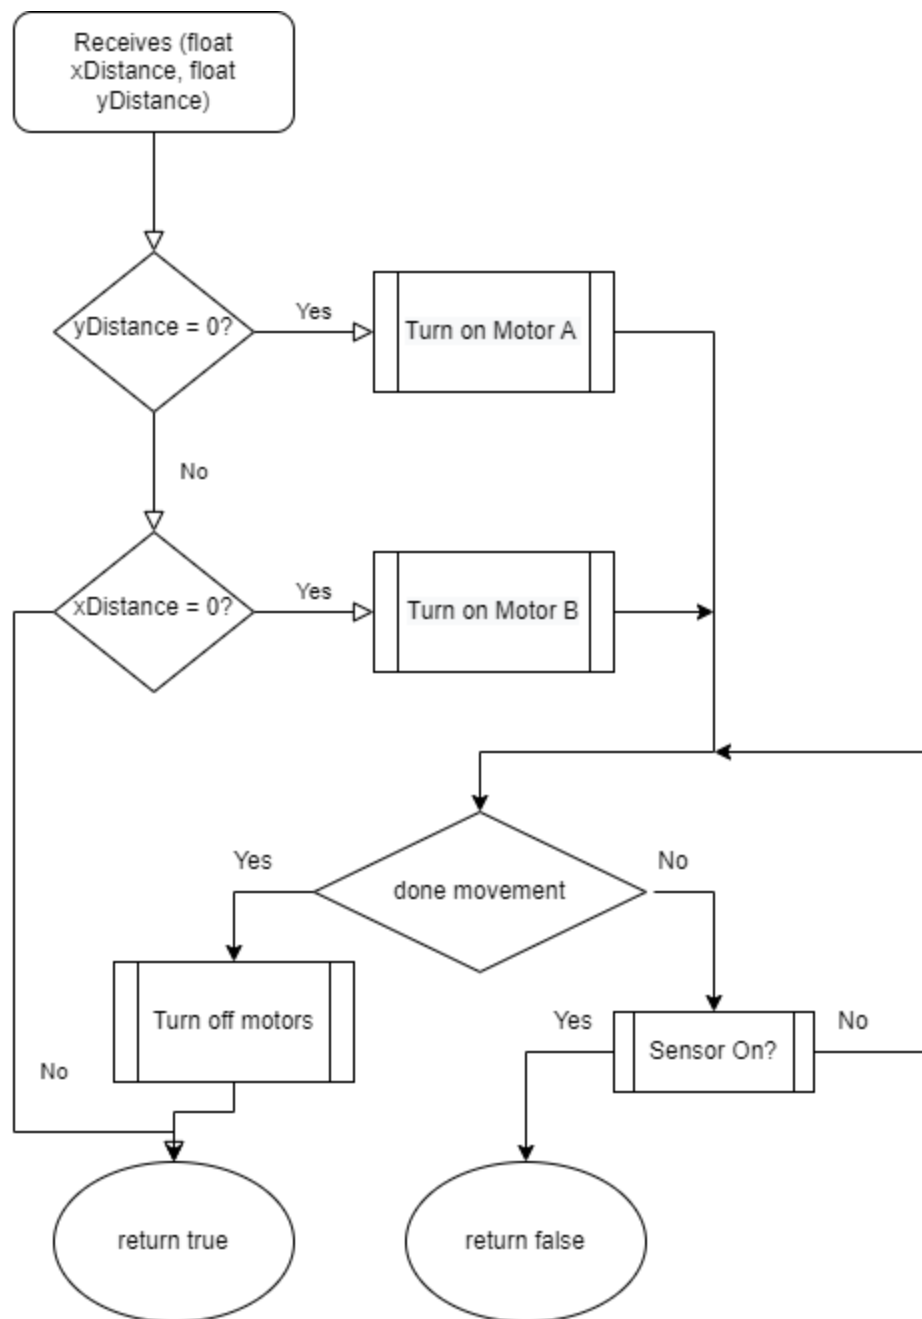 Receives (float
xDistance, float
yDistance)
yDistance = 0?
Yes
Turn on Motor A
No
xDistance = 0?
Yes
Turn on Motor B
Yes
done movement
No
Turn off motors
Yes
Sensor On?
No
No
return true
return false